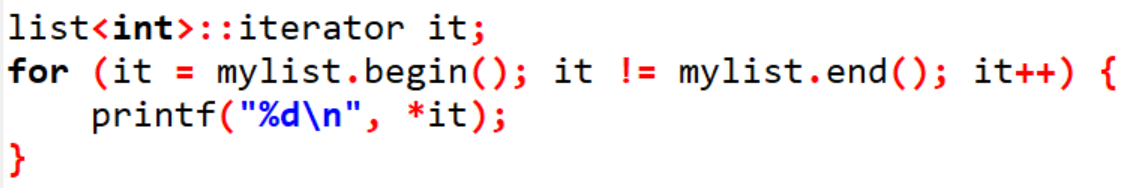 list<int>::iterator it;
for (it = mylist.begin(); it != mylist.end(); it++) {
    printf("%d\n", *it);
}